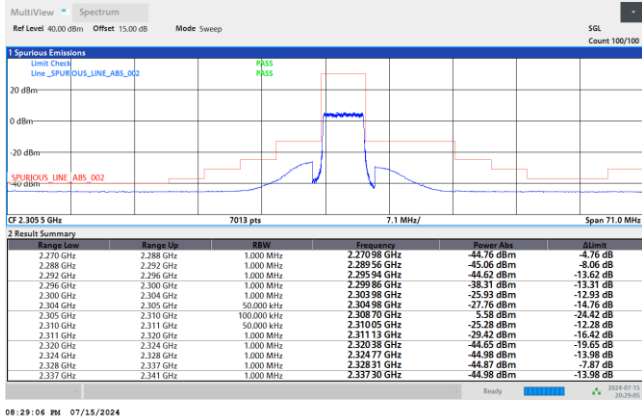 MultiView Spectrum
Ref Level 40.00 dBm Offset 15.00 dB Mode Sweep SGL
Count 100/100
1 Spurious Emissions
Limit Check PASS
Line _SPURIOUS_LINE_ABS_002 PASS
20 dBm
0 dBm
-20 dBm
_SPURIOUS_LINE_ABS_002
-40 dBm
CF 2.305 5 GHz 7013 pts 7.1 MHz/ Span 71.0 MHz
2 Result Summary
Range Low Range Up RBW Frequency Power Abs ΔLimit
2.270 GHz 2.288 GHz 1.000 MHz 2.270 98 GHz -44.76 dBm -4.76 dB
2.288 GHz 2.292 GHz 1.000 MHz 2.289 56 GHz -45.06 dBm -8.06 dB
2.292 GHz 2.296 GHz 1.000 MHz 2.295 94 GHz -44.62 dBm -13.62 dB
2.296 GHz 2.300 GHz 1.000 MHz 2.299 86 GHz -38.31 dBm -13.31 dB
2.300 GHz 2.304 GHz 1.000 MHz 2.303 98 GHz -25.93 dBm -12.93 dB
2.304 GHz 2.305 GHz 50.000 kHz 2.304 98 GHz -27.76 dBm -14.76 dB
2.305 GHz 2.310 GHz 100.000 kHz 2.308 70 GHz 5.58 dBm -24.42 dB
2.310 GHz 2.311 GHz 50.000 kHz 2.310 05 GHz -25.28 dBm -12.28 dB
2.311 GHz 2.320 GHz 1.000 MHz 2.311 13 GHz -29.42 dBm -16.42 dB
2.320 GHz 2.324 GHz 1.000 MHz 2.320 38 GHz -44.65 dBm -19.65 dB
2.324 GHz 2.328 GHz 1.000 MHz 2.324 77 GHz -44.98 dBm -13.98 dB
2.328 GHz 2.337 GHz 1.000 MHz 2.328 31 GHz -44.87 dBm -7.87 dB
2.337 GHz 2.341 GHz 1.000 MHz 2.337 30 GHz -44.98 dBm -13.98 dB
Ready 2024-07-15
20:29:05
08:29:06 PM 07/15/2024